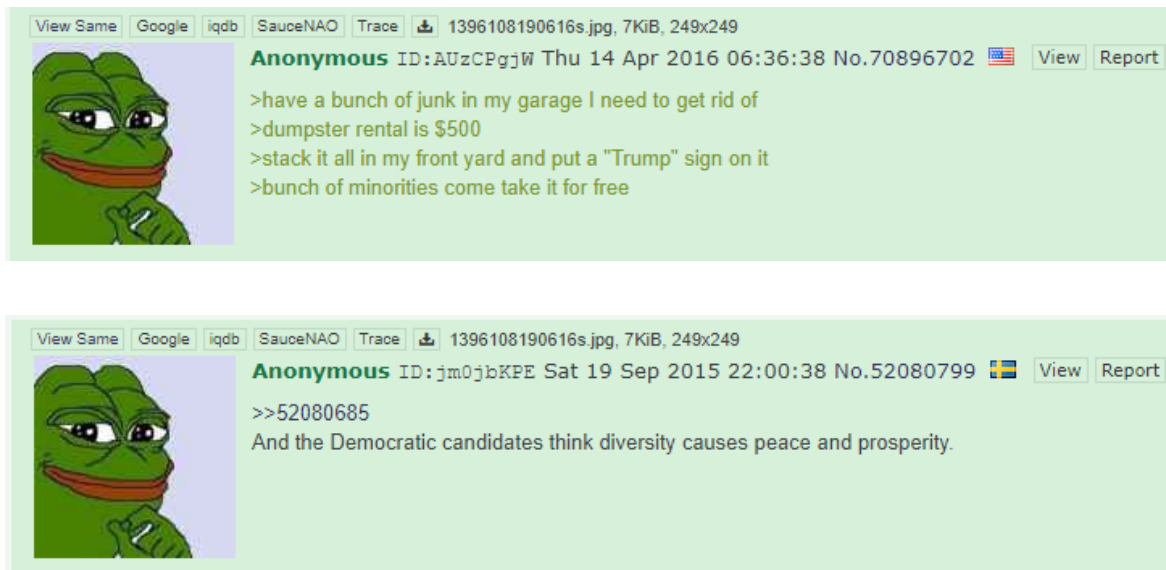 View Same Google iqdb SauceNAO Trace 1396108190616s.jpg, 7KiB, 249x249
Anonymous ID:AUzCPgjW Thu 14 Apr 2016 06:36:38 No.70896702 View Report
>have a bunch of junk in my garage I need to get rid of
>dumpster rental is $500
>stack it all in my front yard and put a "Trump" sign on it
>bunch of minorities come take it for free
View Same Google iqdb SauceNAO Trace 1396108190616s.jpg, 7KiB, 249x249
Anonymous ID:jm0jbKPE Sat 19 Sep 2015 22:00:38 No.52080799 View Report
>>52080685
And the Democratic candidates think diversity causes peace and prosperity.